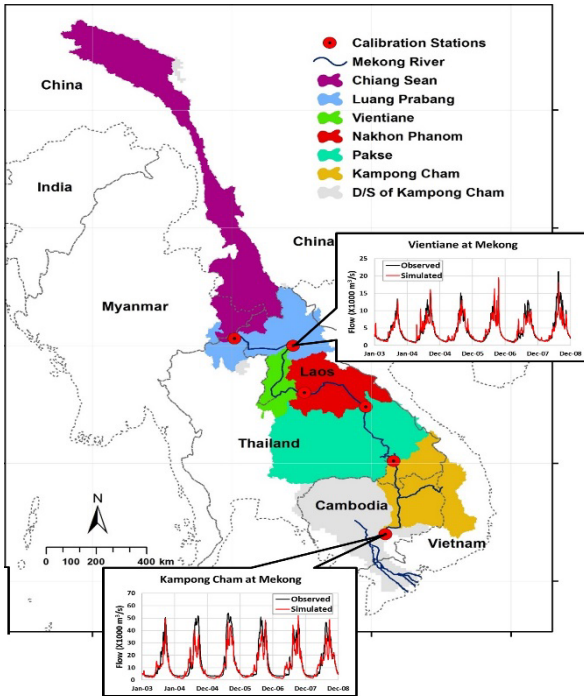 China
India
Myanmar
China
Laos
Thailand
Cambodia
Vietnam
Calibration Stations
Mekong River
Chiang Sean
Luang Prabang
Vientiane
Nakhon Phanom
Pakse
Kampong Cham
D/S of Kampong Cham
N
0 100 200 400 km
Vientiane at Mekong
Flow (X1000 m³/s)
25
20
15
10
5
0
Observed
Simulated
Jan-03 Jan-04 Dec-04 Dec-05 Dec-06 Dec-07 Dec-08
Kampong Cham at Mekong
Flow (X1000 m³/s)
70
60
50
40
30
20
10
0
Observed
Simulated
Jan-03 Jan-04 Dec-04 Dec-05 Dec-06 Dec-07 Dec-08